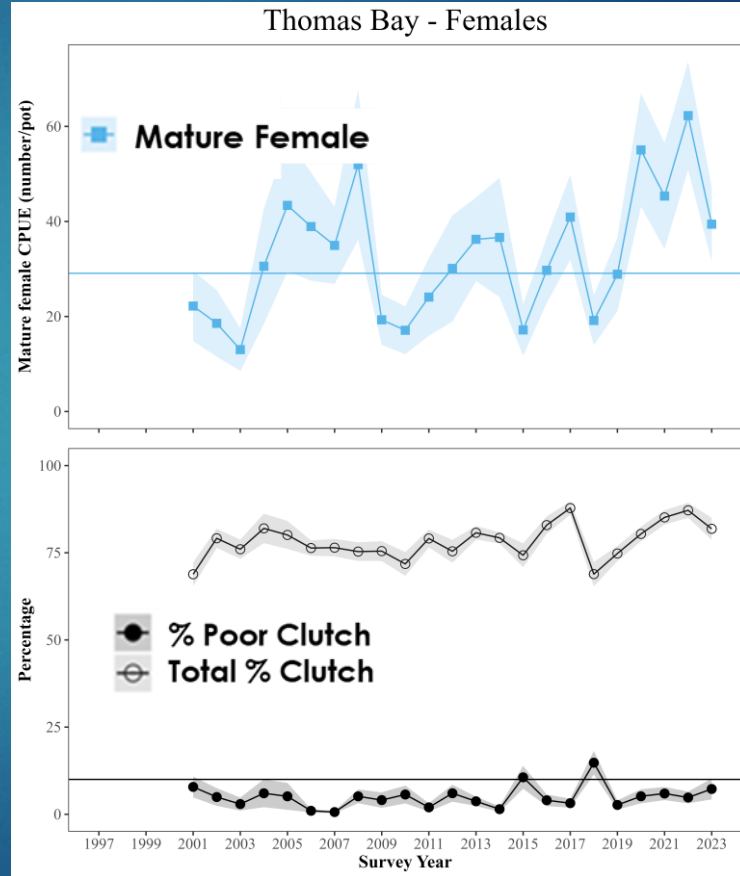 Thomas Bay - Females
Mature female CPUE (number/pot)
60
40
20
0
Mature Female
Percentage
100
75
50
25
0
% Poor Clutch
Total % Clutch
1997 1999 2001 2003 2005 2007 2009 2011 2013 2015 2017 2019 2021 2023
Survey Year